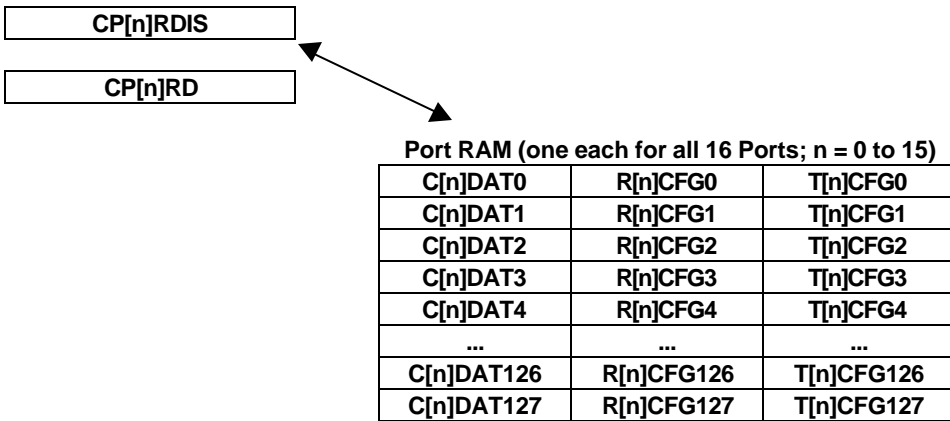 CP[n]RDIS
CP[n]RD
Port RAM (one each for all 16 Ports; n = 0 to 15)
C[n]DAT0 R[n]CFG0 T[n]CFG0
C[n]DAT1 R[n]CFG1 T[n]CFG1
C[n]DAT2 R[n]CFG2 T[n]CFG2
C[n]DAT3 R[n]CFG3 T[n]CFG3
C[n]DAT4 R[n]CFG4 T[n]CFG4
... ... ...
C[n]DAT126 R[n]CFG126 T[n]CFG126
C[n]DAT127 R[n]CFG127 T[n]CFG127